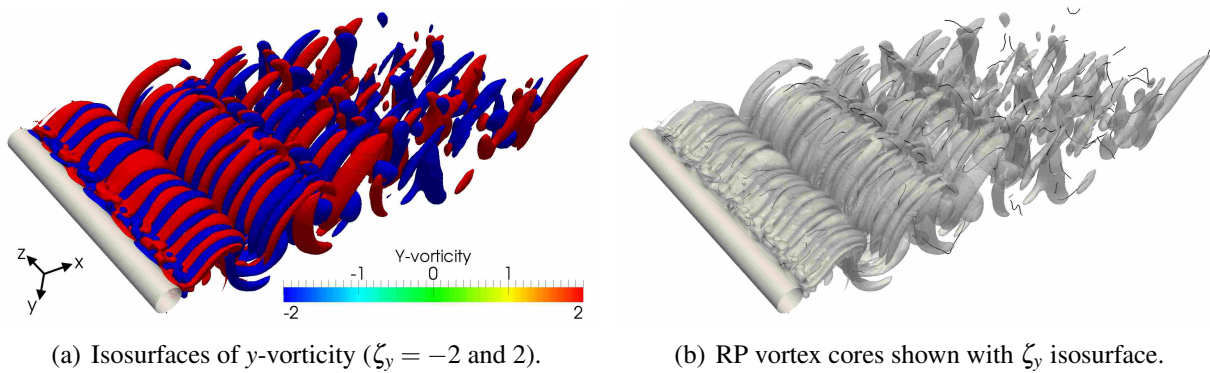 z
x
y
Y-vorticity
-1 0 1
-2 2
(a) Isosurfaces of y-vorticity (ζy = −2 and 2).
(b) RP vortex cores shown with ζy isosurface.